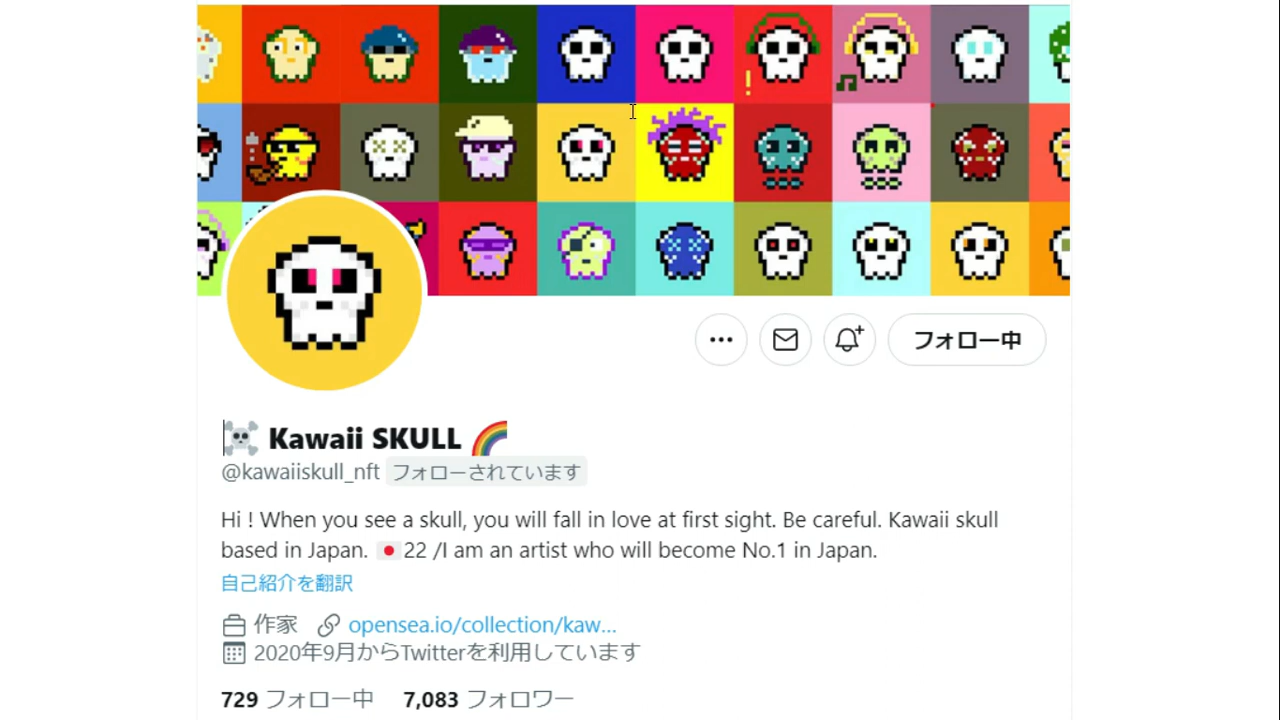 フォロー中
☠️ Kawaii SKULL 🌈
@kawaiiskull_nft フォローされています
Hi ! When you see a skull, you will fall in love at first sight. Be careful. Kawaii skull
based in Japan. 🇯🇵22 /I am an artist who will become No.1 in Japan.
自己紹介を翻訳
作家 opensea.io/collection/kaw...
2020年9月からTwitterを利用しています
729 フォロー中 7,083 フォロワー